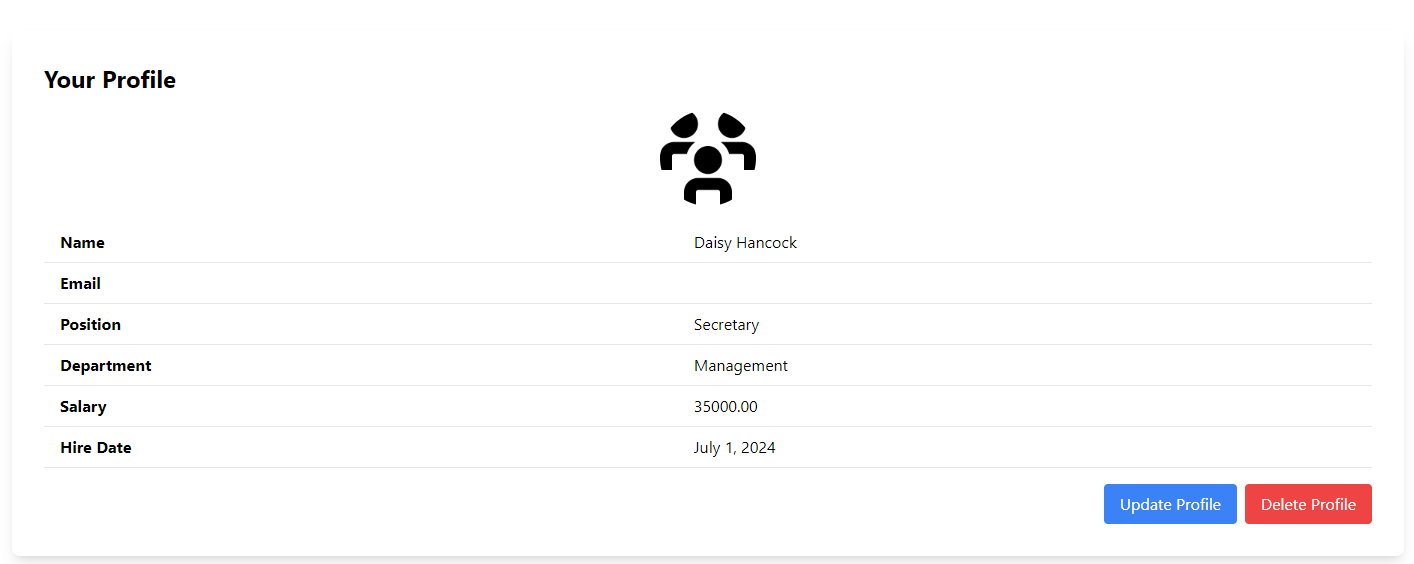 Your Profile
Name Daisy Hancock
Email
Position Secretary
Department Management
Salary 35000.00
Hire Date July 1, 2024
Update Profile Delete Profile